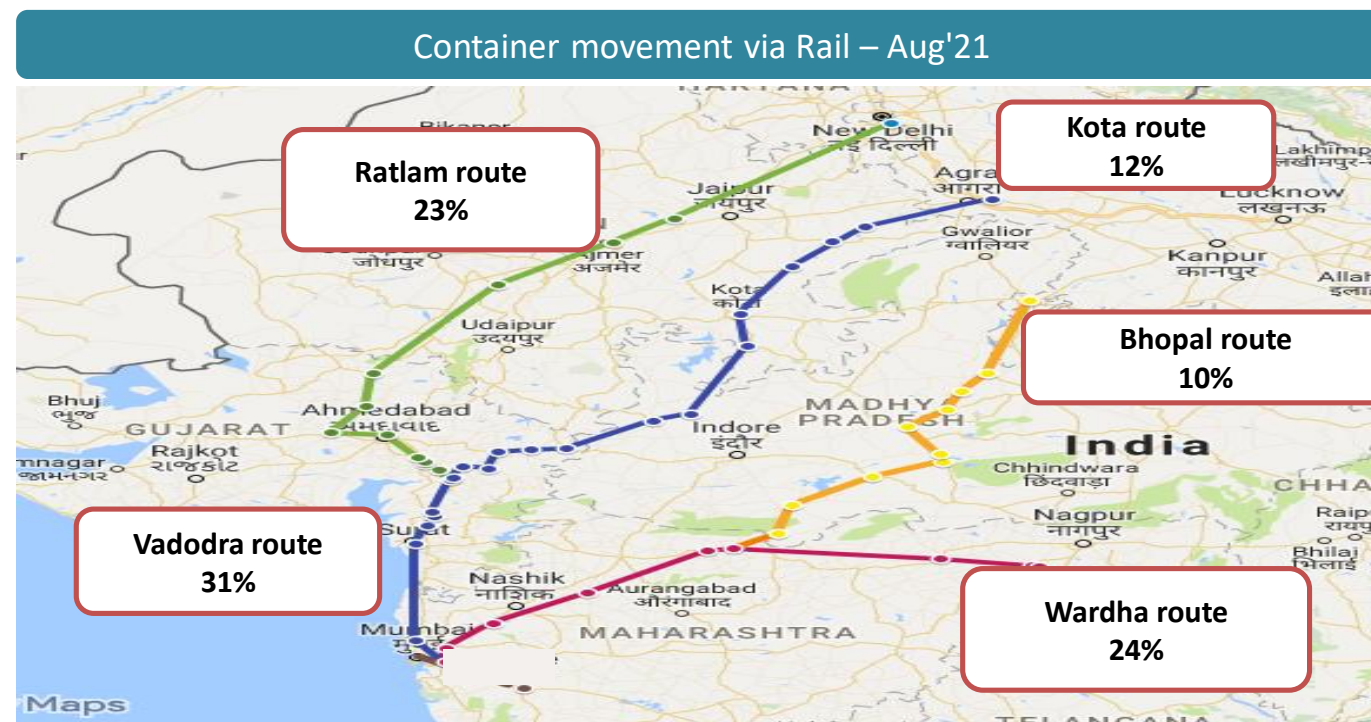 Container movement via Rail – Aug'21
Ratlam route
23%
Kota route
12%
New Delhi
नई दिल्ली
Jaipur
जयपुर
Agra
आगरा
Lucknow
लखनऊ
Gwalior
ग्वालियर
Kanpur
कानपुर
जोधपुर
अजमेर
Kota
कोटा
Udaipur
उदयपुर
Bhopal route
10%
Bhuj
ભુજ
Ahmedabad
અમદાવાદ
GUJARAT
Rajkot
રાજકોટ
જામનગર
MADHYA
PRADESH
Indore
इंदौर
India
Chhindwara
छिंदवाड़ा
Nagpur
नागपुर
Bhilai
भिलाई
Vadodra route
31%
Surat
Nashik
नाशिक
Aurangabad
औरंगाबाद
Mumbai
MAHARASHTRA
Wardha route
24%
Maps
TELANGANA